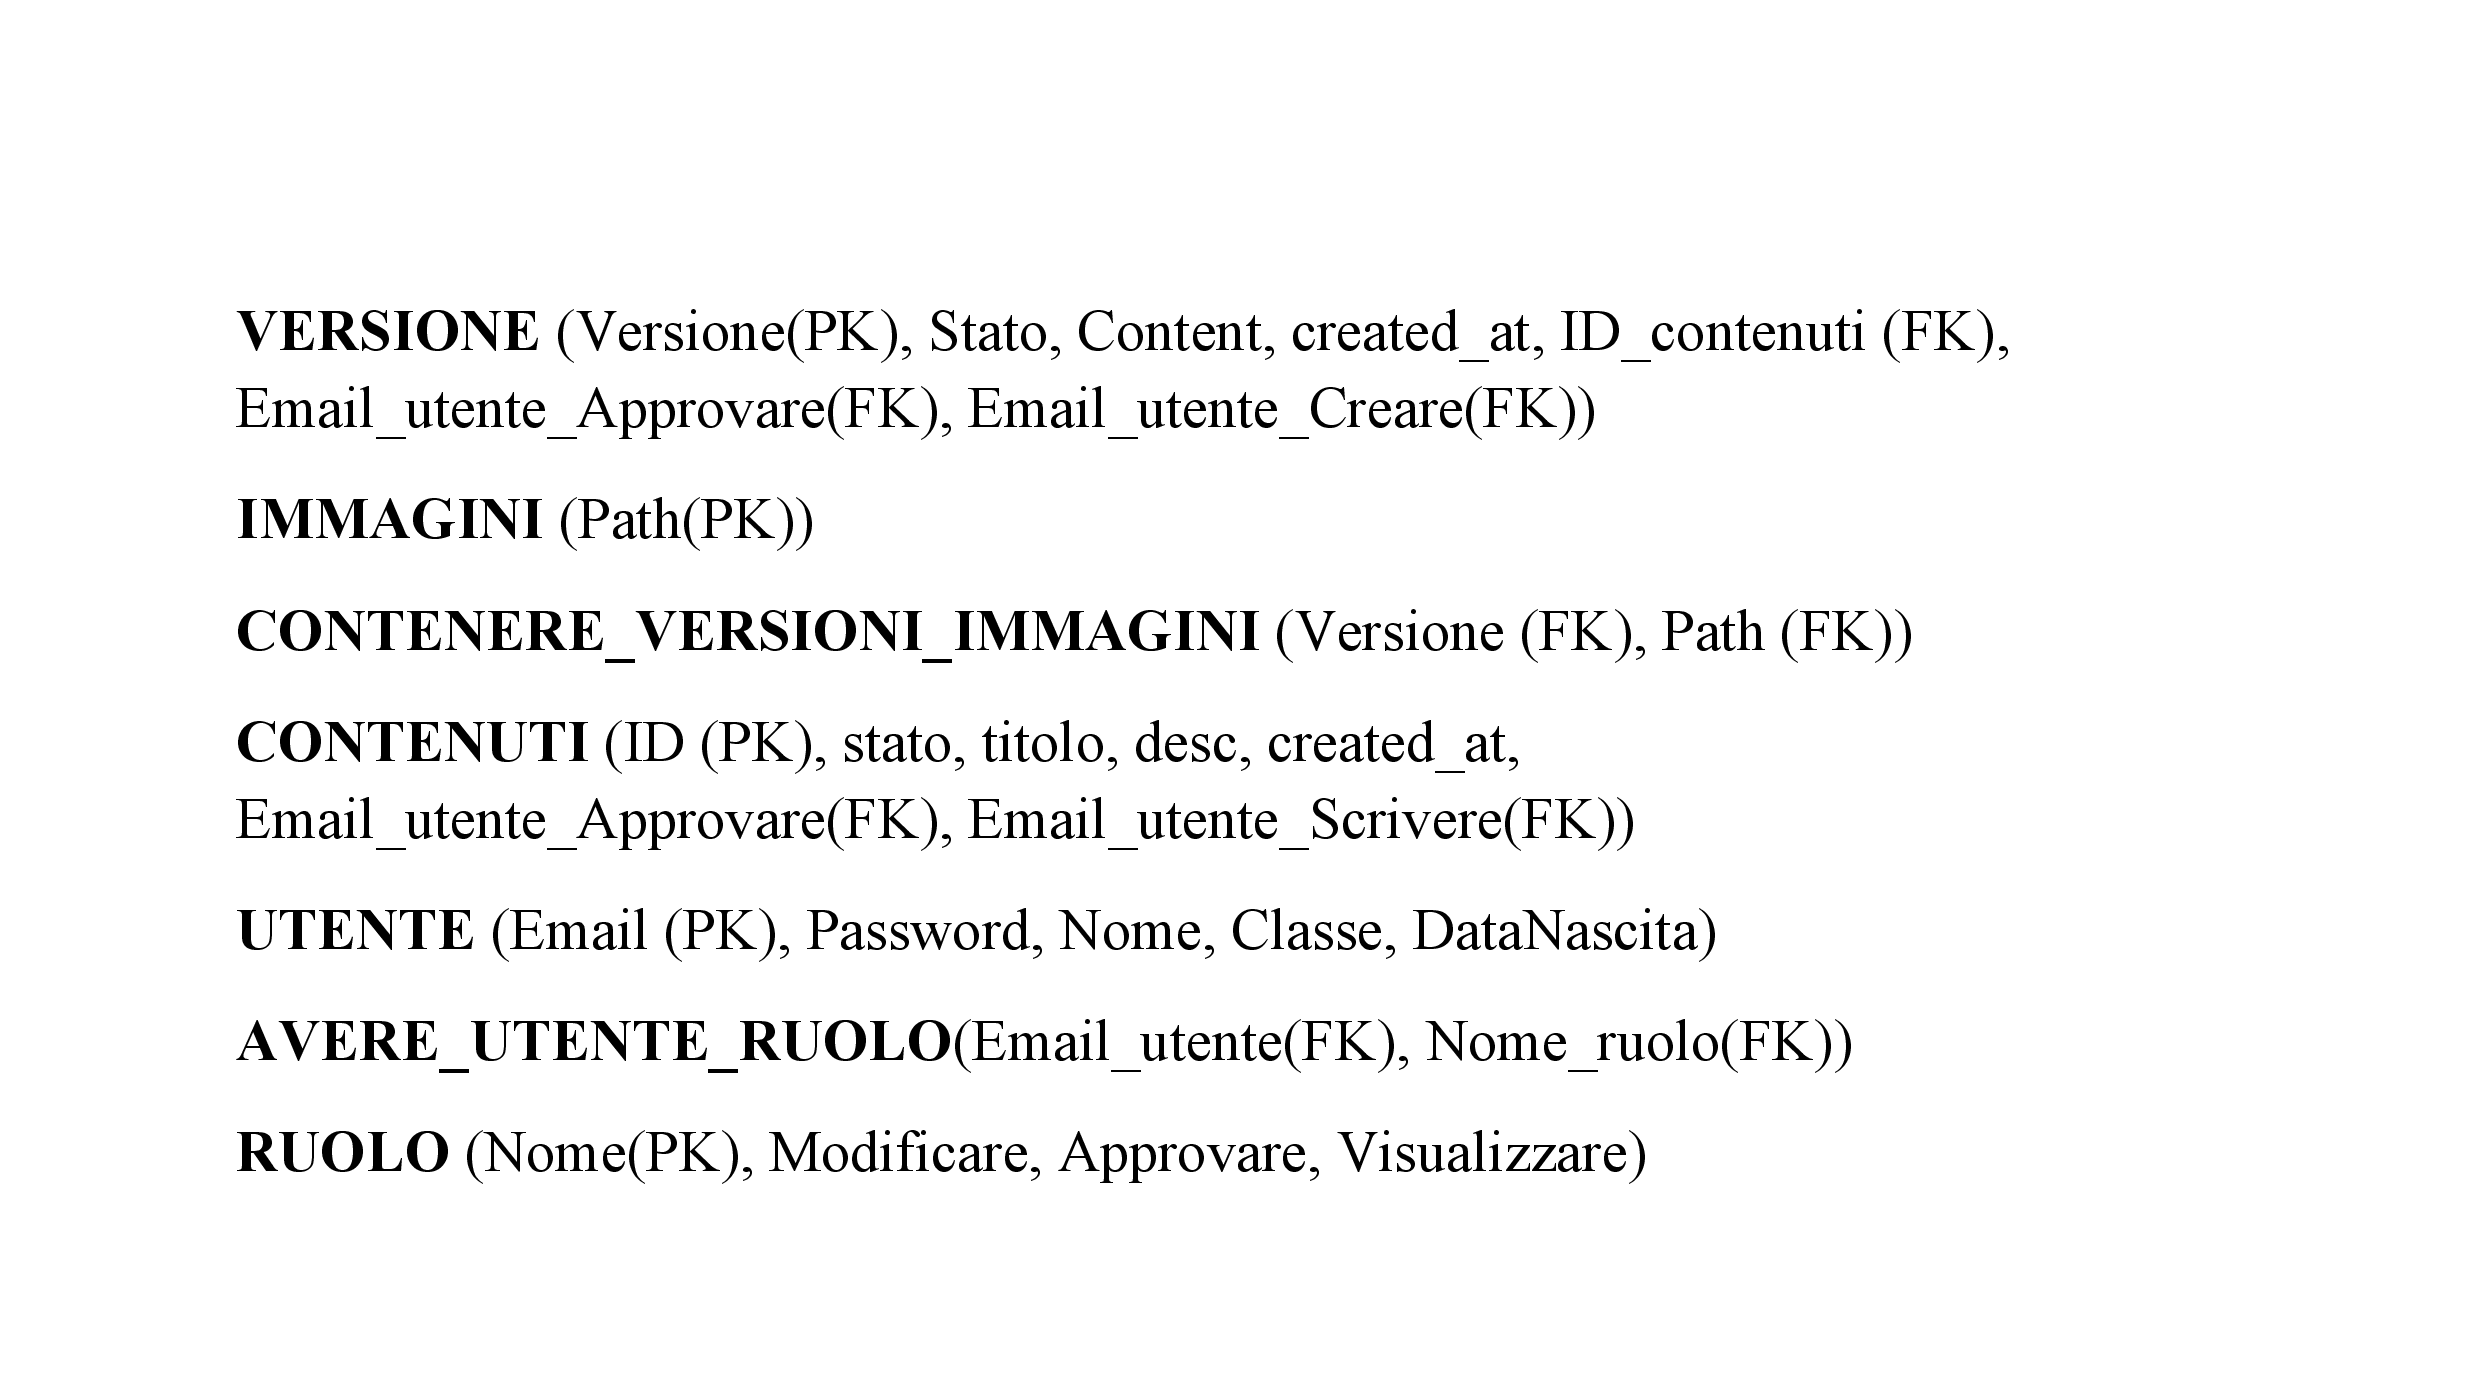 VERSIONE (Versione(PK), Stato, Content, created_at, ID_contenuti (FK),
Email_utente_Approvare(FK), Email_utente_Creare(FK))
IMMAGINI (Path(PK))
CONTENERE_VERSIONI_IMMAGINI (Versione (FK), Path (FK))
CONTENUTI (ID (PK), stato, titolo, desc, created_at,
Email_utente_Approvare(FK), Email_utente_Scrivere(FK))
UTENTE (Email (PK), Password, Nome, Classe, DataNascita)
AVERE_UTENTE_RUOLO(Email_utente(FK), Nome_ruolo(FK))
RUOLO (Nome(PK), Modificare, Approvare, Visualizzare)